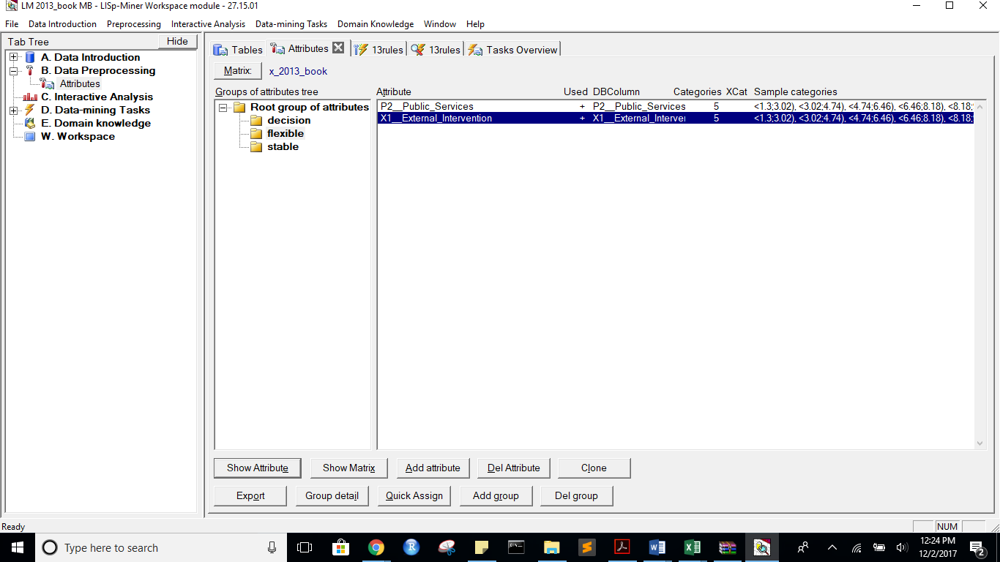 LM 2013_book MB - LISp-Miner Workspace module - 27.15.01
File Data Introduction Preprocessing Interactive Analysis Data-mining Tasks Domain Knowledge Window Help
Tab Tree Hide
A. Data Introduction
B. Data Preprocessing
Attributes
C. Interactive Analysis
D. Data-mining Tasks
E. Domain knowledge
W. Workspace
Tables Attributes 13rules 13rules Tasks Overview
Matrix: x_2013_book
Groups of attributes tree
Root group of attributes
decision
flexible
stable
Attribute Used DBColumn Categories XCat Sample categories
P2__Public_Services + P2__Public_Services 5 <1.3;3.02), <3.02;4.74), <4.74;6.46), <6.46;8.18), <8.18;
X1__External_Intervention + X1__External_Interver 5 <1.3;3.02), <3.02;4.74), <4.74;6.46), <6.46;8.18), <8.18;
Show Attribute Show Matrix Add attribute Del Attribute Clone
Export Group detail Quick Assign Add group Del group
Ready NUM
Type here to search
12:24 PM
12/2/2017
2